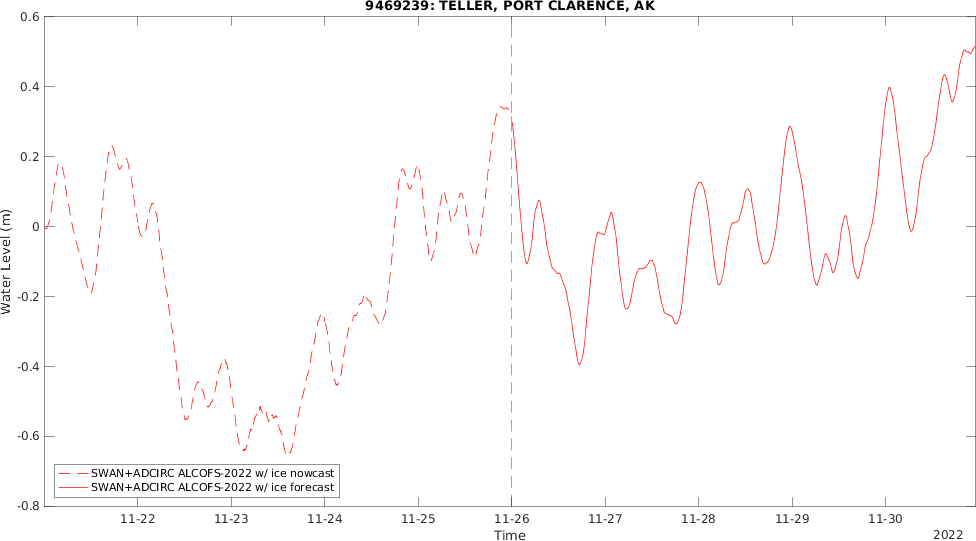 9469239: TELLER, PORT CLARENCE, AK
0.6
0.4
0.2
0
-0.2
-0.4
-0.6
-0.8
Water Level (m)
SWAN+ADCIRC ALCOFS-2022 w/ ice nowcast
SWAN+ADCIRC ALCOFS-2022 w/ ice forecast
11-22 11-23 11-24 11-25 11-26 11-27 11-28 11-29 11-30
Time
2022